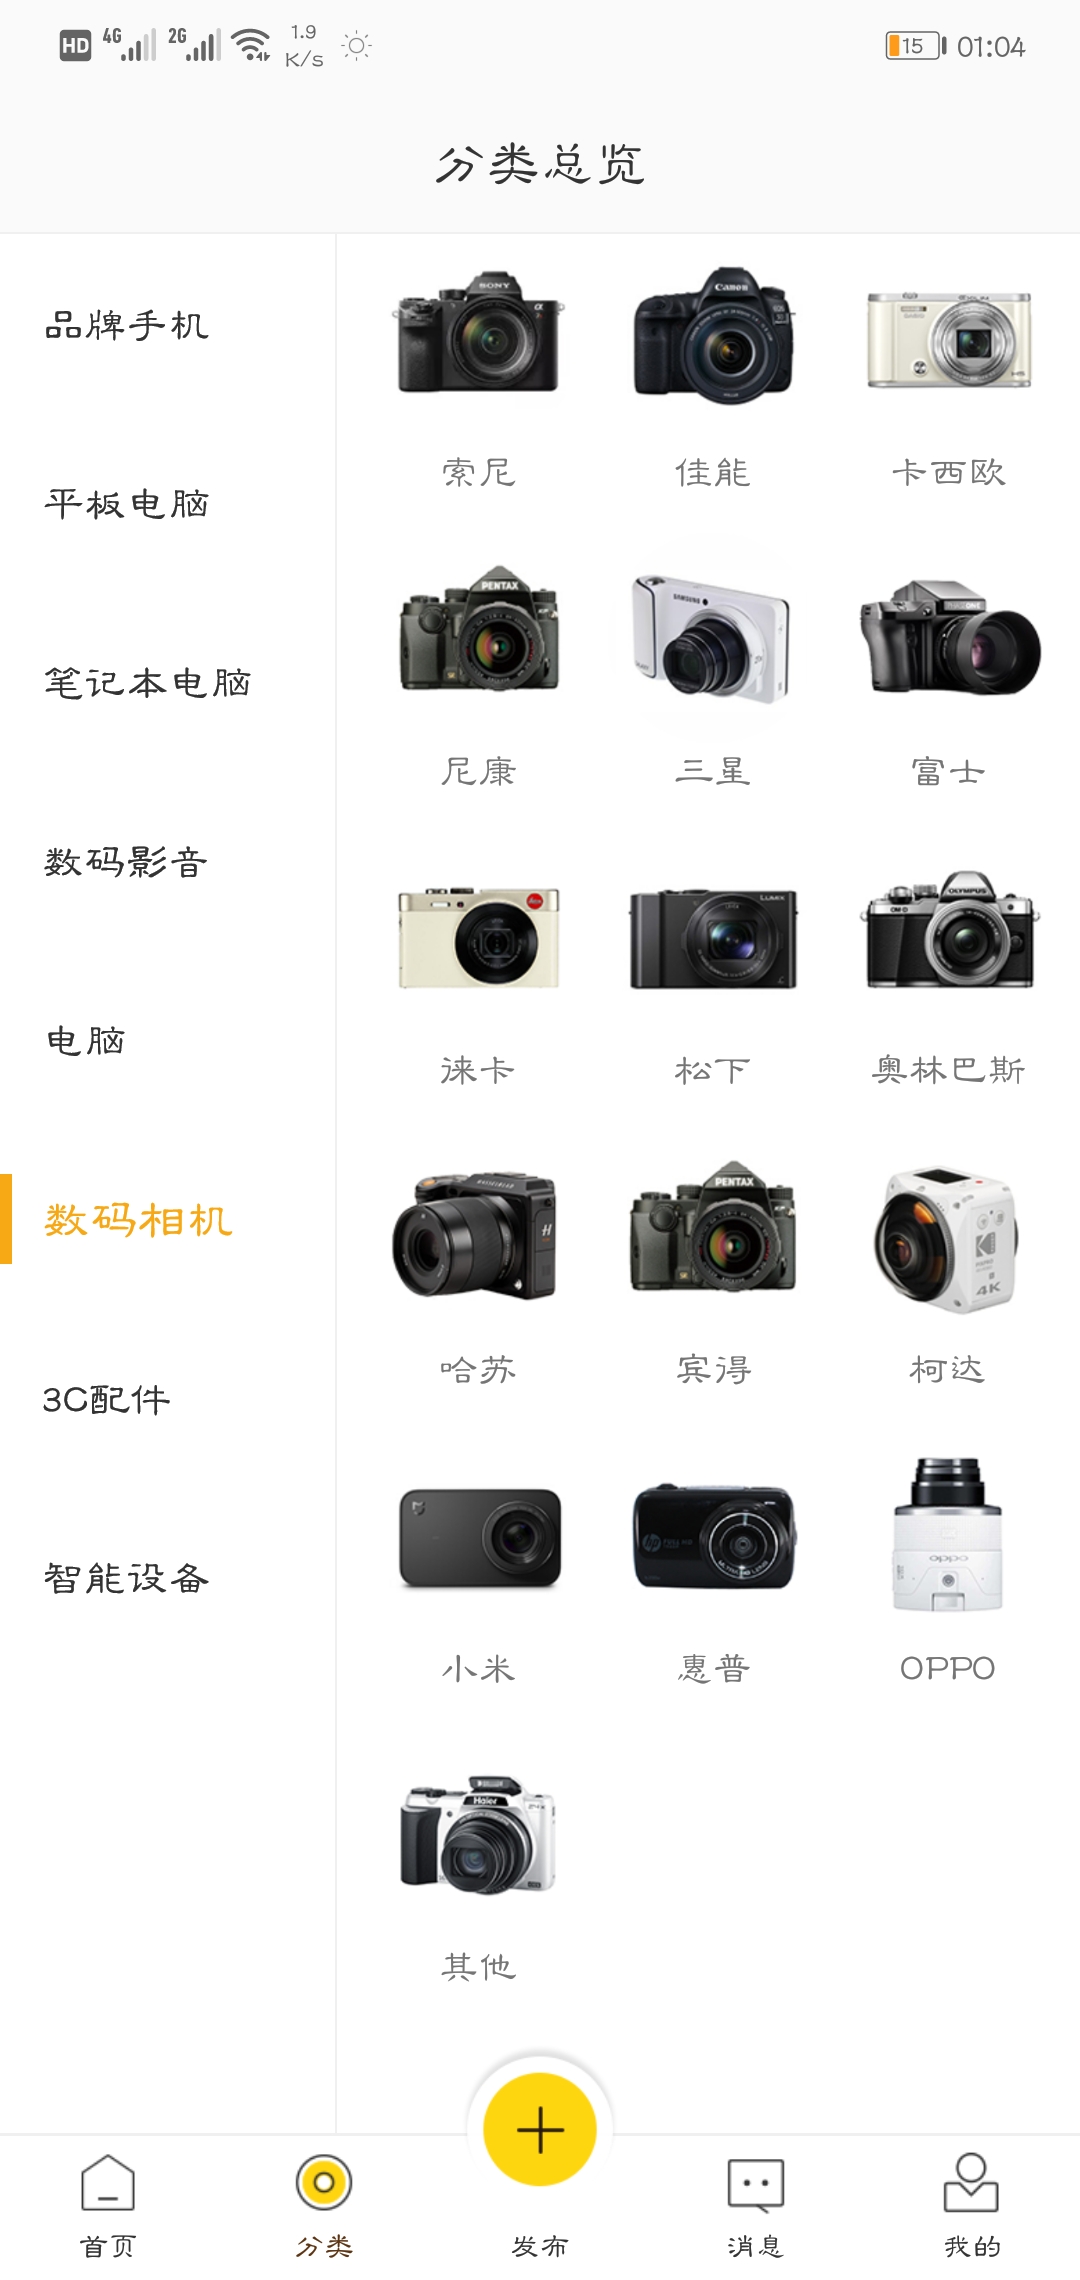 HD 4G 2G 1.9 K/s 15 01:04
分类总览
品牌手机
平板电脑
笔记本电脑
数码影音
电脑
数码相机
3C配件
智能设备
SONY
Canon
索尼 佳能 卡西欧
PENTAX
SAMSUNG
尼康 三星 富士
LUMIX
OLYMPUS
徕卡 松下 奥林巴斯
HASSELBLAD
H
PENTAX
4K
哈苏 宾得 柯达
hp FULL HD
oppo
小米 惠普 OPPO
Haier
其他
首页 分类 发布 消息 我的